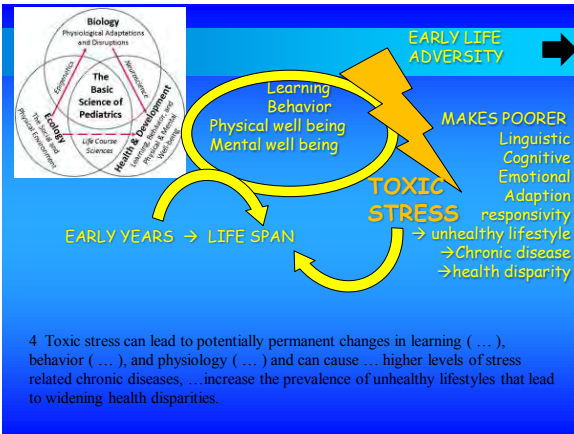 Biology
Physiological Adaptations
and Disruptions
Epigenetics
Neuroscience
The
Basic
Science of
Pediatrics
Ecology
The Social and
Physical Environment
Life Course
Sciences
Health & Development
Learning, Behavior, and
Physical & Mental
Well-being
EARLY LIFE
ADVERSITY
Learning
Behavior
Physical well being
Mental well being
MAKES POORER
Linguistic
Cognitive
Emotional
Adaption
responsivity
→ unhealthy lifestyle
→Chronic disease
→health disparity
TOXIC
STRESS
EARLY YEARS → LIFE SPAN
4 Toxic stress can lead to potentially permanent changes in learning ( … ),
behavior ( … ), and physiology ( … ) and can cause … higher levels of stress
related chronic diseases, …increase the prevalence of unhealthy lifestyles that lead
to widening health disparities.